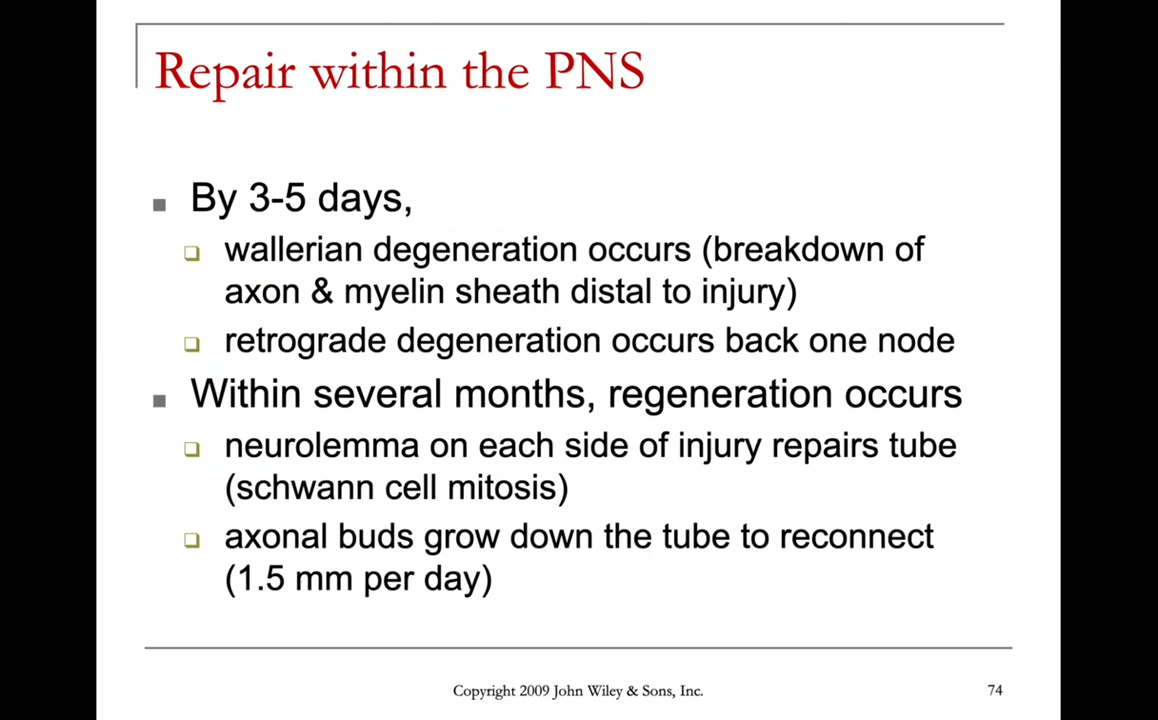 Repair within the PNS
By 3-5 days,
wallerian degeneration occurs (breakdown of
axon & myelin sheath distal to injury)
retrograde degeneration occurs back one node
Within several months, regeneration occurs
neurolemma on each side of injury repairs tube
(schwann cell mitosis)
axonal buds grow down the tube to reconnect
(1.5 mm per day)
Copyright 2009 John Wiley & Sons, Inc.
74